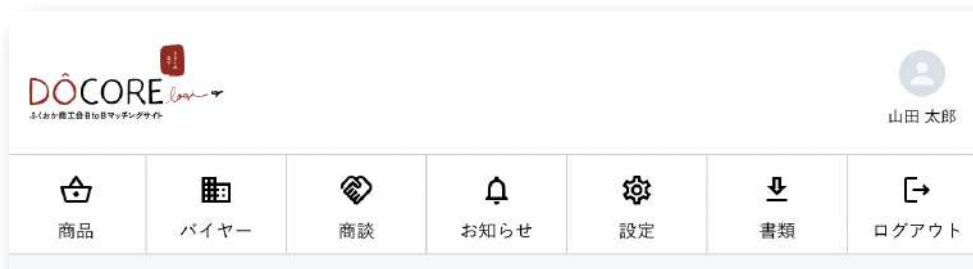 DÔCORE
ふくおか商工会BtoBマッチングサイト
山田 太郎
商品
バイヤー
商談
お知らせ
設定
書類
ログアウト